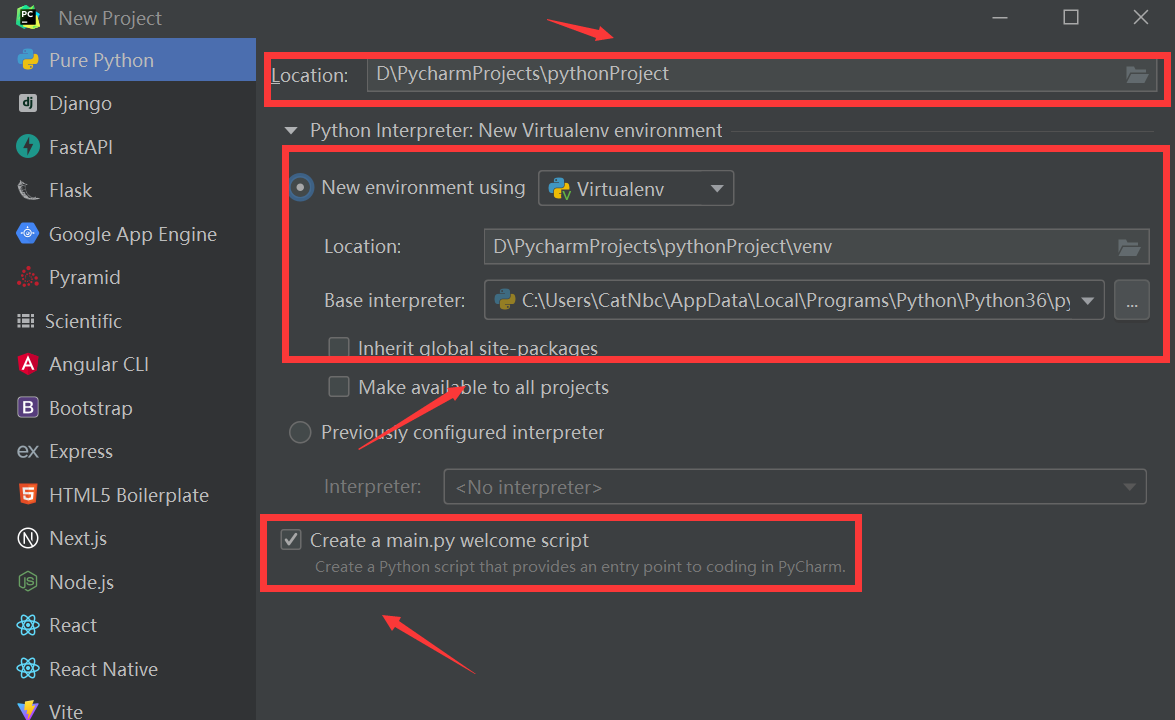 New Project
Pure Python
Django
FastAPI
Flask
Google App Engine
Pyramid
Scientific
Angular CLI
Bootstrap
Express
HTML5 Boilerplate
Next.js
Node.js
React
React Native
Vite
Location: D\PycharmProjects\pythonProject
Python Interpreter: New Virtualenv environment
New environment using Virtualenv
Location: D\PycharmProjects\pythonProject\venv
Base interpreter: C:\Users\CatNbc\AppData\Local\Programs\Python\Python36\py ...
Inherit global site-packages
Make available to all projects
Previously configured interpreter
Interpreter: <No interpreter>
Create a main.py welcome script
Create a Python script that provides an entry point to coding in PyCharm.